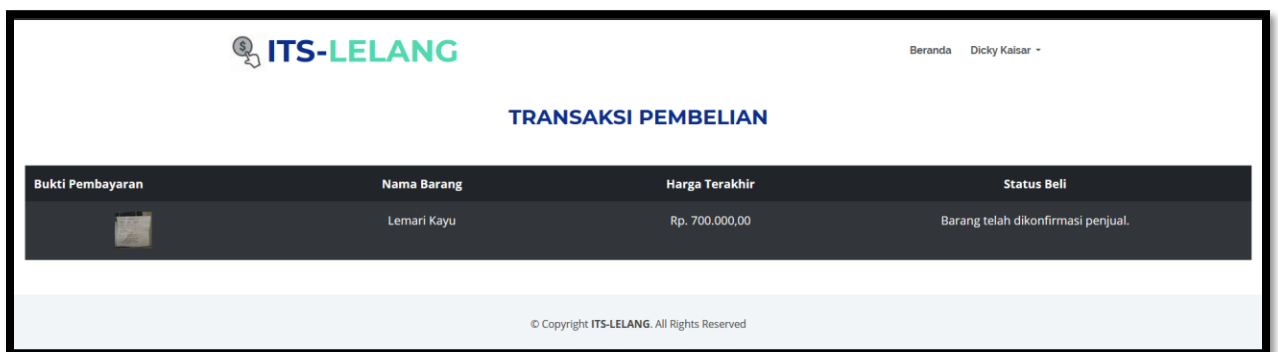 ITS-LELANG
Beranda Dicky Kaisar
TRANSAKSI PEMBELIAN
Bukti Pembayaran Nama Barang Harga Terakhir Status Beli
Lemari Kayu Rp. 700.000,00 Barang telah dikonfirmasi penjual.
© Copyright ITS-LELANG. All Rights Reserved